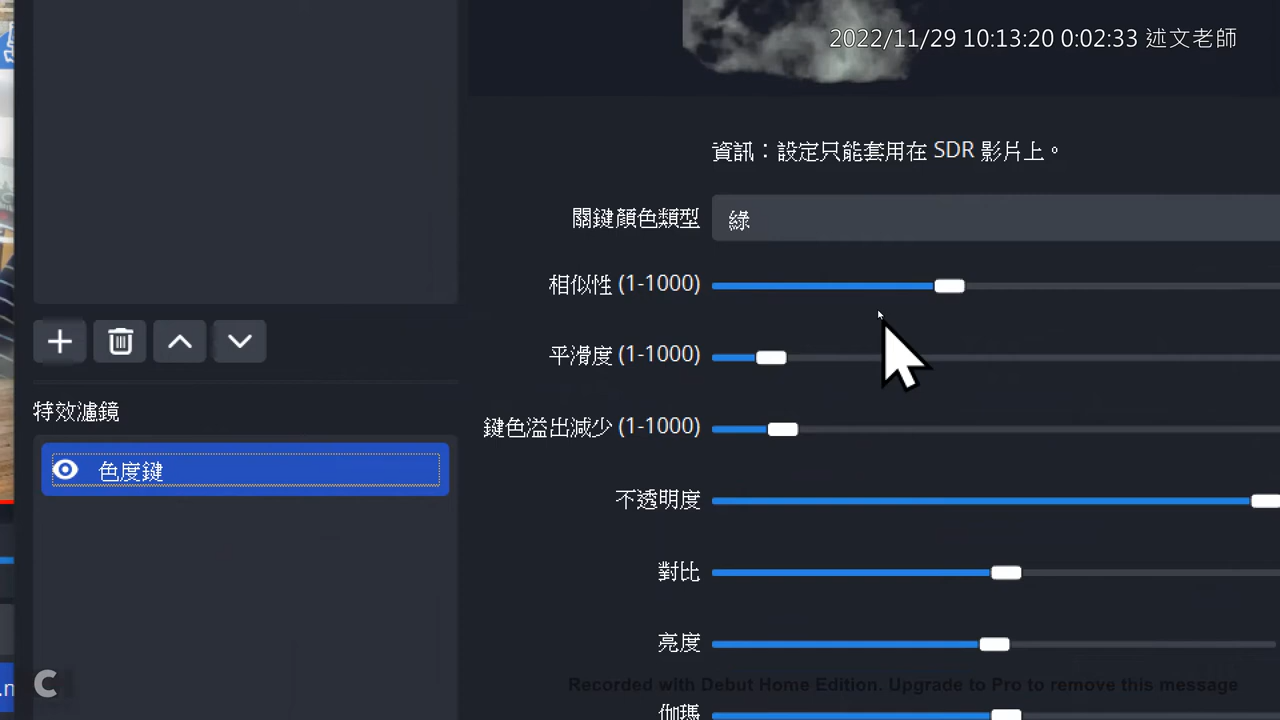 2022/11/29 10:13:20 0:02:33 述文老師
資訊：設定只能套用在 SDR 影片上。
關鍵顏色類型
綠
相似性 (1-1000)
平滑度 (1-1000)
鍵色溢出減少 (1-1000)
特效濾鏡
色度鍵
不透明度
對比
亮度
伽瑪
Recorded with Debut Home Edition. Upgrade to Pro to remove this message